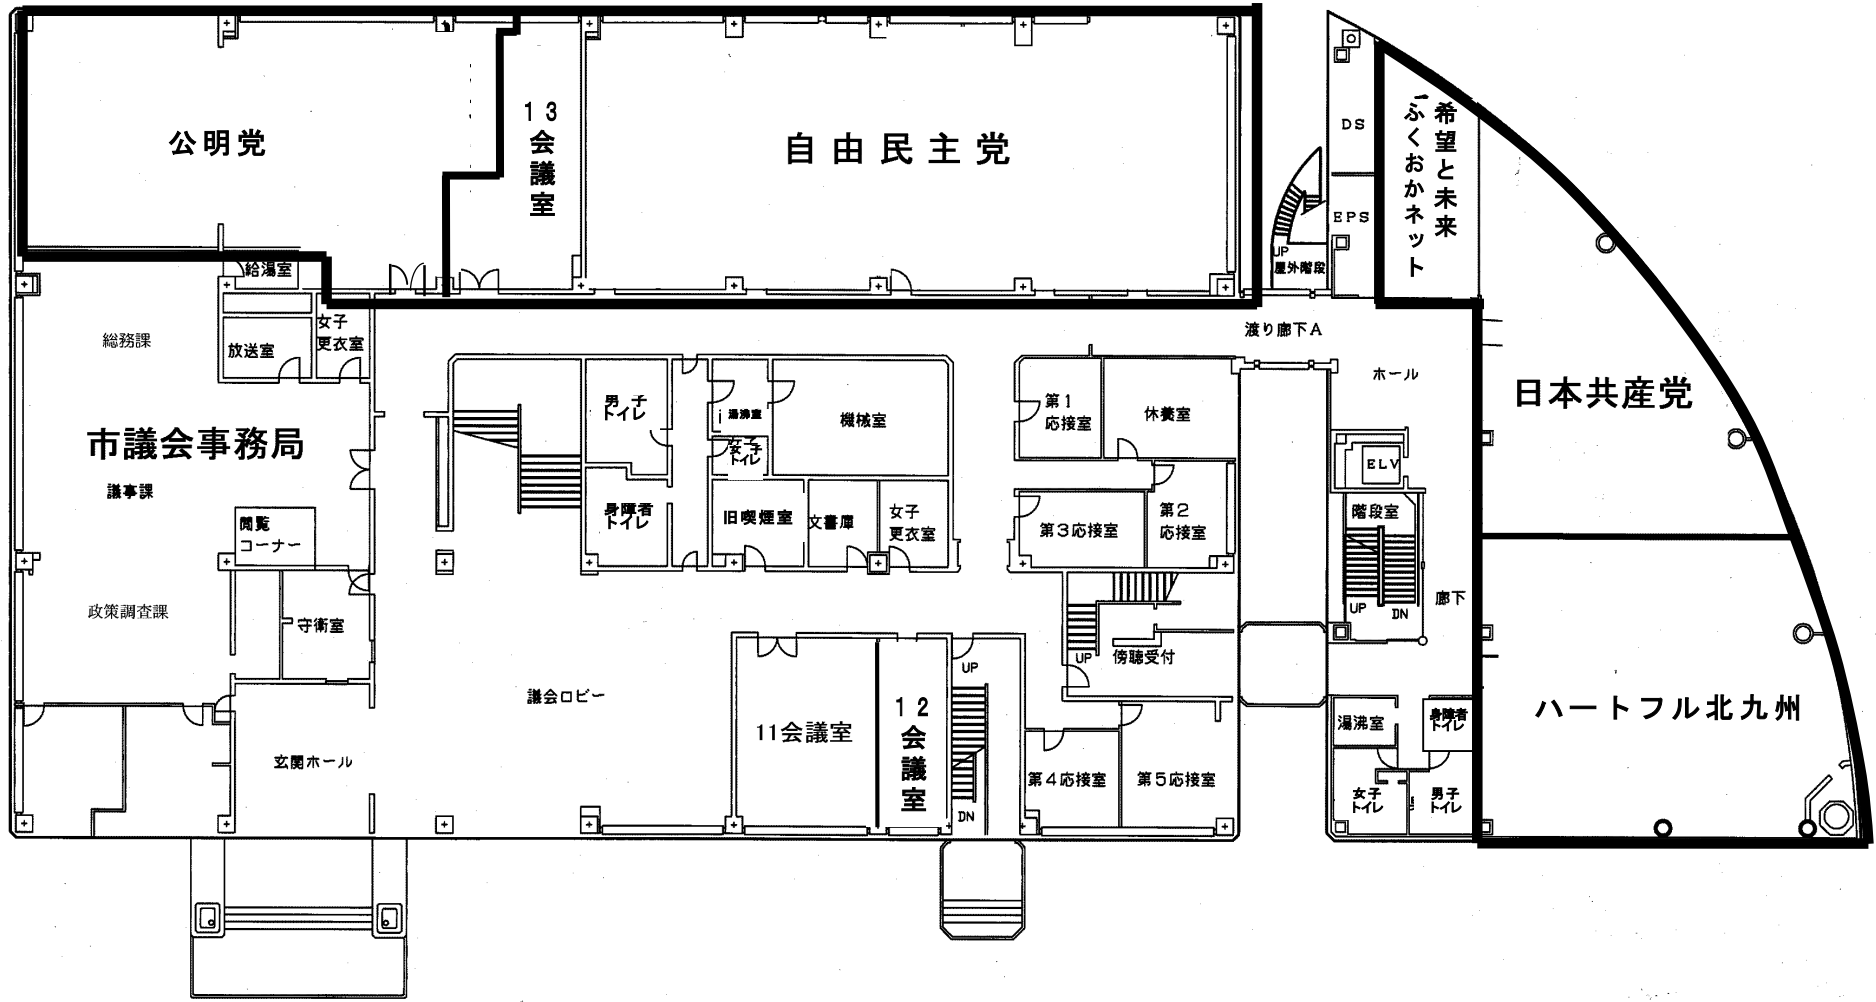 公明党
13
会
議
室
自由民主党
DS
EPS
UP
屋外階段
希望と未来
ふくおかネット
給湯室
総務課
放送室
女子
更衣室
渡り廊下A
ホール
日本共産党
市議会事務局
議事課
閲覧
コーナー
政策調査課
守衛室
男子
トイレ
湯沸室
女子
トイレ
機械室
身障者
トイレ
旧喫煙室
文書庫
女子
更衣室
第1
応接室
休養室
第3応接室
第2
応接室
ELV
階段室
UP
DN
廊下
UP
傍聴受付
議会ロビー
玄関ホール
11会議室
12
会
議
室
UP
DN
第4応接室
第5応接室
湯沸室
身障者
トイレ
女子
トイレ
男子
トイレ
ハートフル北九州